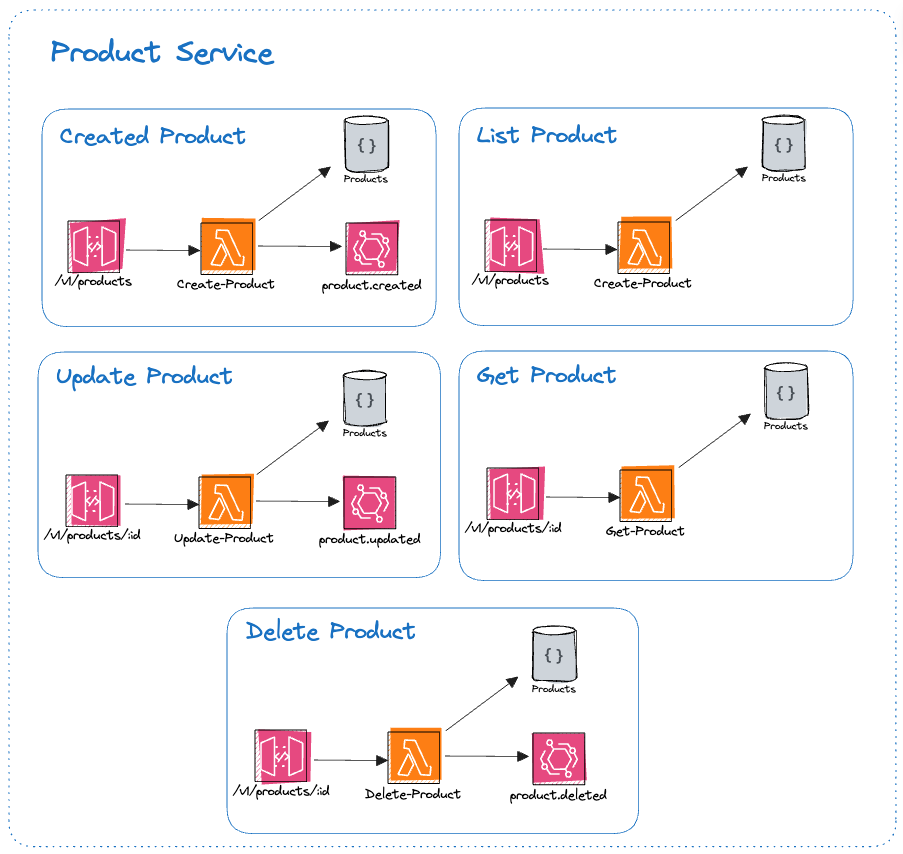 Product Service
Created Product
{}
Products
/v1/products
Create-Product
product.created
List Product
{}
Products
/v1/products
Create-Product
Update Product
{}
Products
/v1/products/:id
Update-Product
product.updated
Get Product
{}
Products
/v1/products/:id
Get-Product
Delete Product
{}
Products
/v1/products/:id
Delete-Product
product.deleted